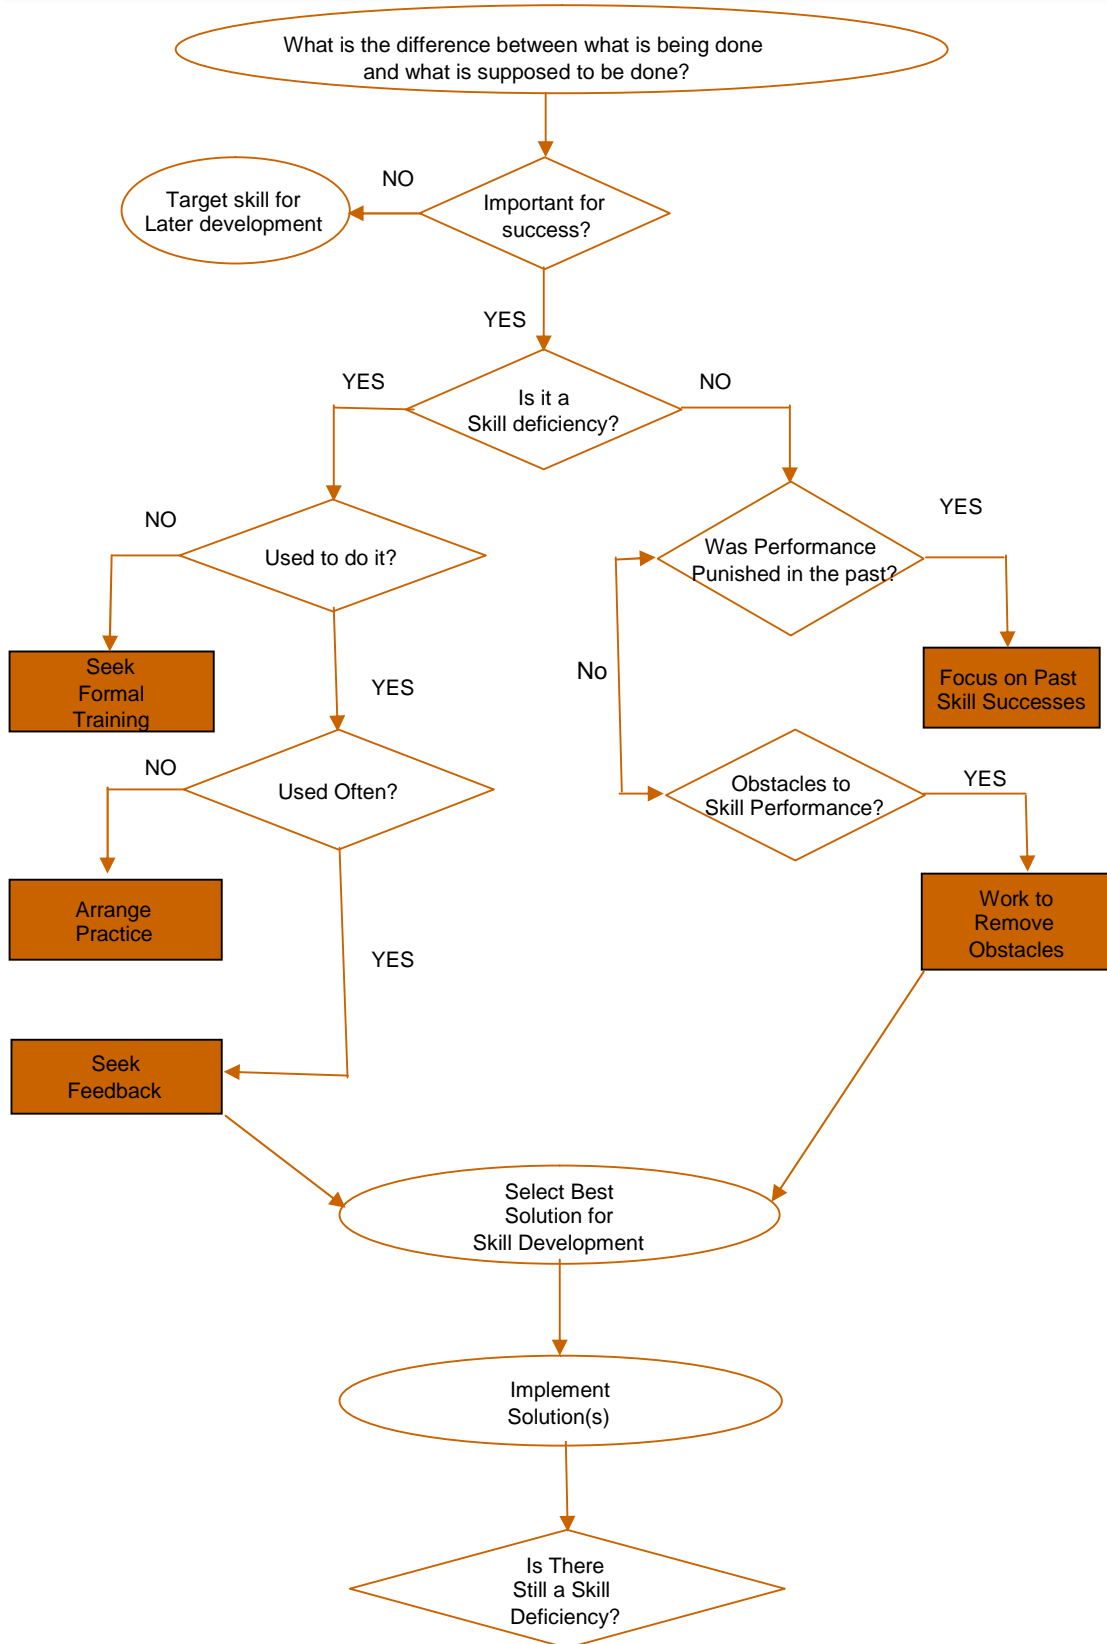 What is the difference between what is being done
and what is supposed to be done?
NO
Target skill for
Later development
Important for
success?
YES
YES
Is it a
Skill deficiency?
NO
NO
Used to do it?
YES
Was Performance
Punished in the past?
Seek
Formal
Training
YES
No
Focus on Past
Skill Successes
NO
Used Often?
Obstacles to
Skill Performance?
YES
Arrange
Practice
YES
Work to
Remove
Obstacles
Seek
Feedback
Select Best
Solution for
Skill Development
Implement
Solution(s)
Is There
Still a Skill
Deficiency?